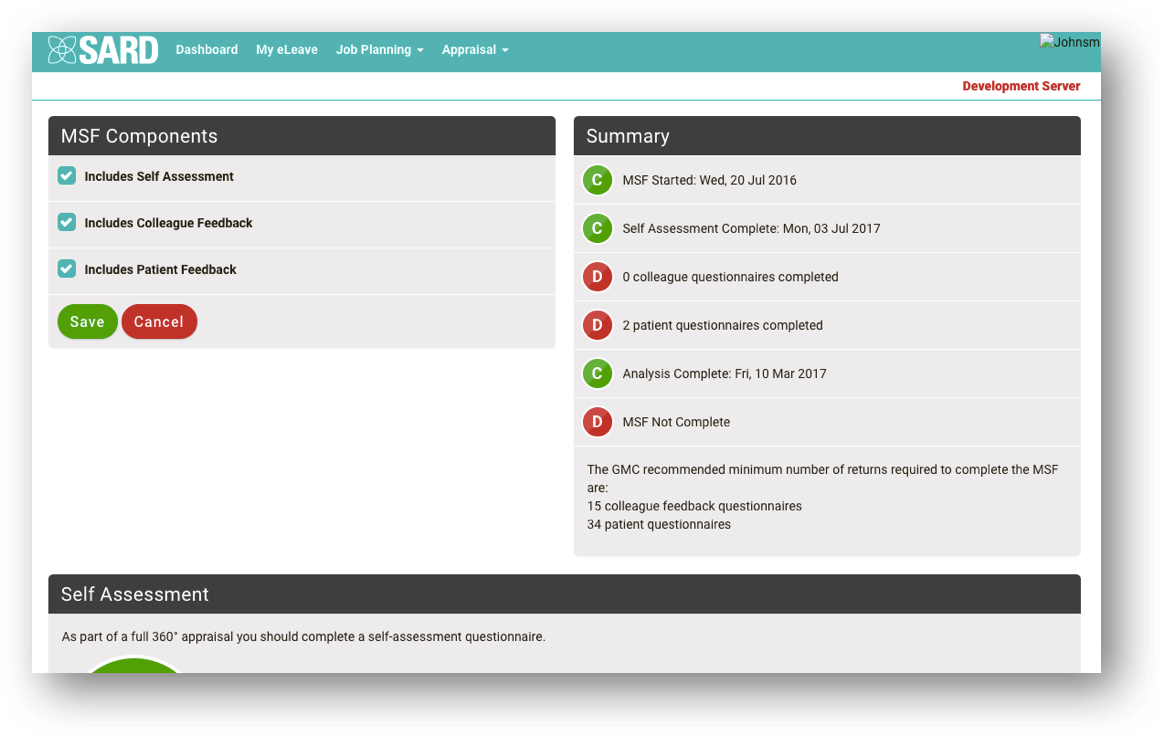 SARD Dashboard My eLeave Job Planning Appraisal Johnsm
Development Server
MSF Components
Includes Self Assessment
Includes Colleague Feedback
Includes Patient Feedback
Save Cancel
Summary
C MSF Started: Wed, 20 Jul 2016
C Self Assessment Complete: Mon, 03 Jul 2017
D 0 colleague questionnaires completed
D 2 patient questionnaires completed
C Analysis Complete: Fri, 10 Mar 2017
D MSF Not Complete
The GMC recommended minimum number of returns required to complete the MSF
are:
15 colleague feedback questionnaires
34 patient questionnaires
Self Assessment
As part of a full 360° appraisal you should complete a self-assessment questionnaire.